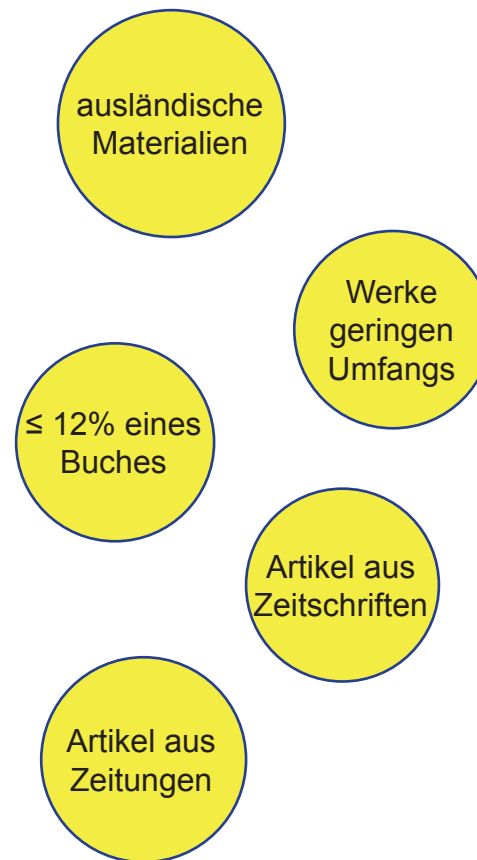 ausländische
Materialien
Werke
geringen
Umfangs
≤ 12% eines
Buches
Artikel aus
Zeitschriften
Artikel aus
Zeitungen